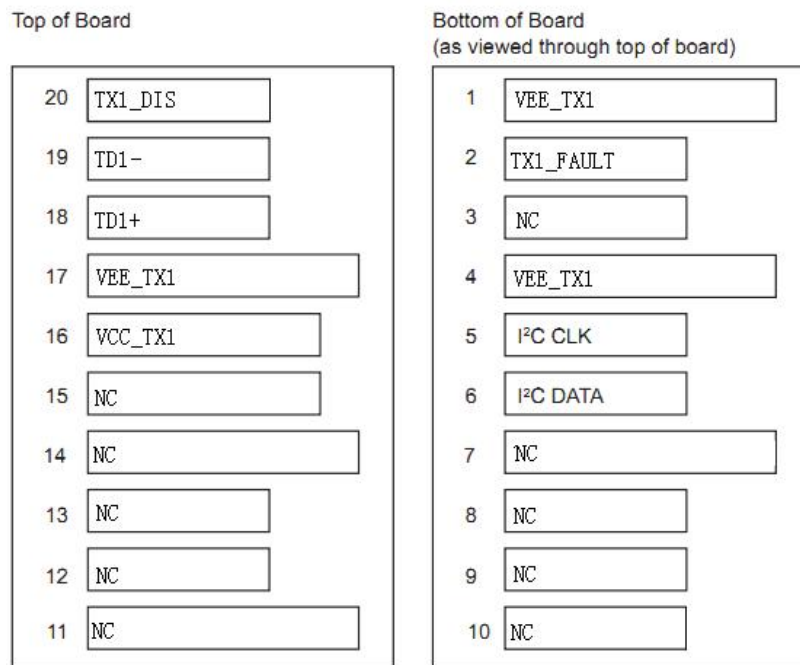 Top of Board
20 TX1_DIS
19 TD1-
18 TD1+
17 VEE_TX1
16 VCC_TX1
15 NC
14 NC
13 NC
12 NC
11 NC
Bottom of Board
(as viewed through top of board)
1 VEE_TX1
2 TX1_FAULT
3 NC
4 VEE_TX1
5 I²C CLK
6 I²C DATA
7 NC
8 NC
9 NC
10 NC